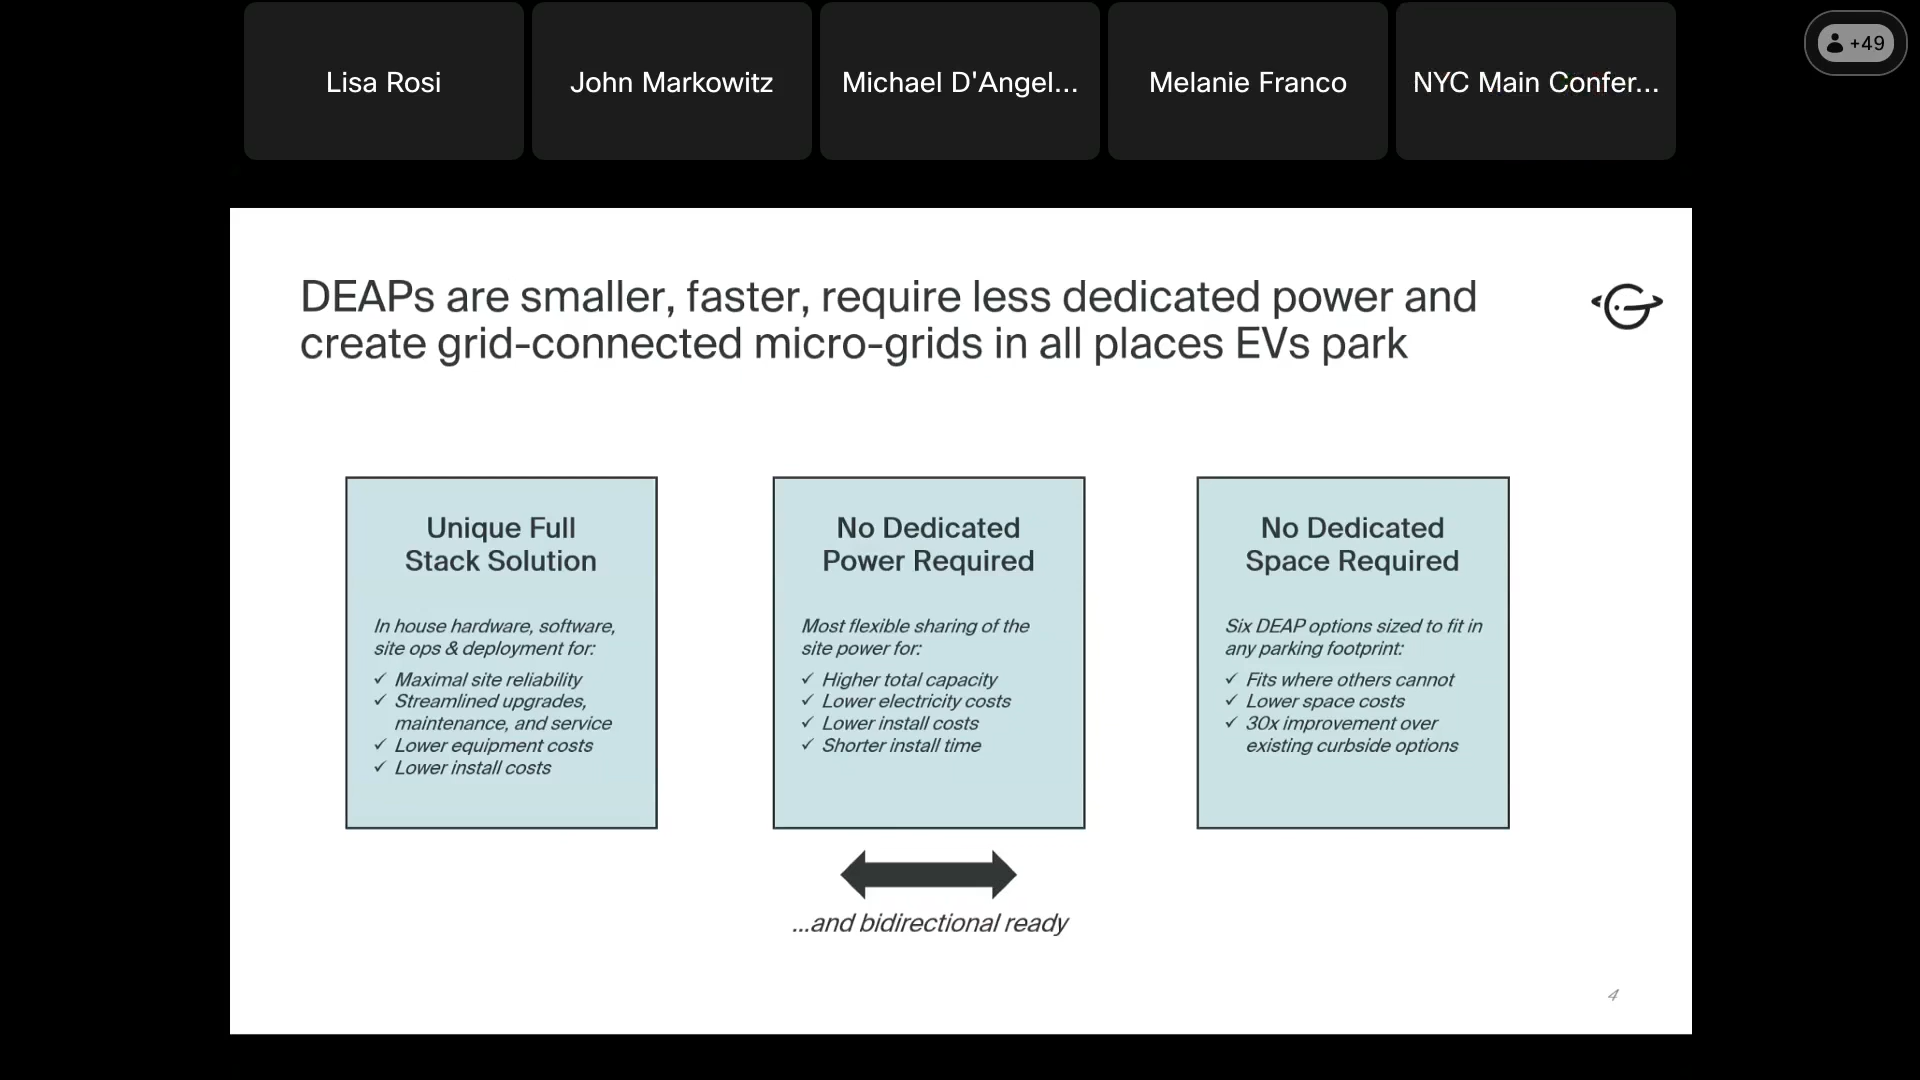 Lisa Rosi
John Markowitz
Michael D'Angel...
Melanie Franco
NYC Main Confer...
+49
DEAPs are smaller, faster, require less dedicated power and
create grid-connected micro-grids in all places EVs park
Unique Full
Stack Solution
In house hardware, software,
site ops & deployment for:
✓ Maximal site reliability
✓ Streamlined upgrades,
maintenance, and service
✓ Lower equipment costs
✓ Lower install costs
No Dedicated
Power Required
Most flexible sharing of the
site power for:
✓ Higher total capacity
✓ Lower electricity costs
✓ Lower install costs
✓ Shorter install time
No Dedicated
Space Required
Six DEAP options sized to fit in
any parking footprint:
✓ Fits where others cannot
✓ Lower space costs
✓ 30x improvement over
existing curbside options
...and bidirectional ready
4